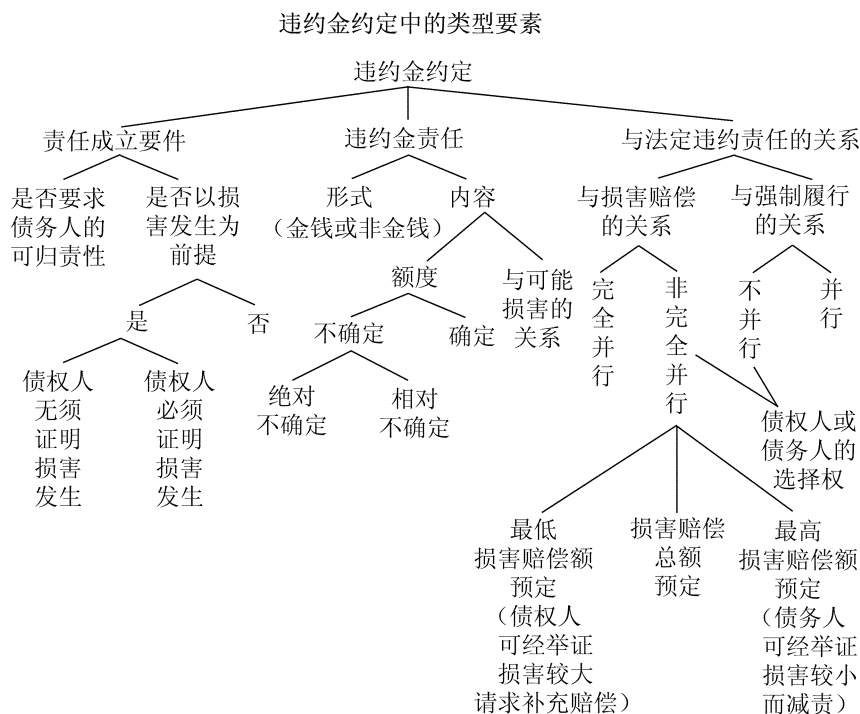 违约金约定中的类型要素
违约金约定
责任成立要件
违约金责任
与法定违约责任的关系
是否要求
债务人的
可归责性
是否以损
害发生为
前提
形式
（金钱或非金钱）
内容
与损害赔偿
的关系
与强制履行
的关系
是
否
额度
与可能
损害的
关系
完全并行
非完全并行
不并行
并行
不确定
确定
债权人
无须
证明
损害
发生
债权人
必须
证明
损害
发生
绝对
不确定
相对
不确定
债权人或
债务人的
选择权
最低
损害赔偿额
预定
（债权人
可经举证
损害较大
请求补充赔偿）
损害赔偿
总额
预定
最高
损害赔偿额
预定
（债务人
可经举证
损害较小
而减责）